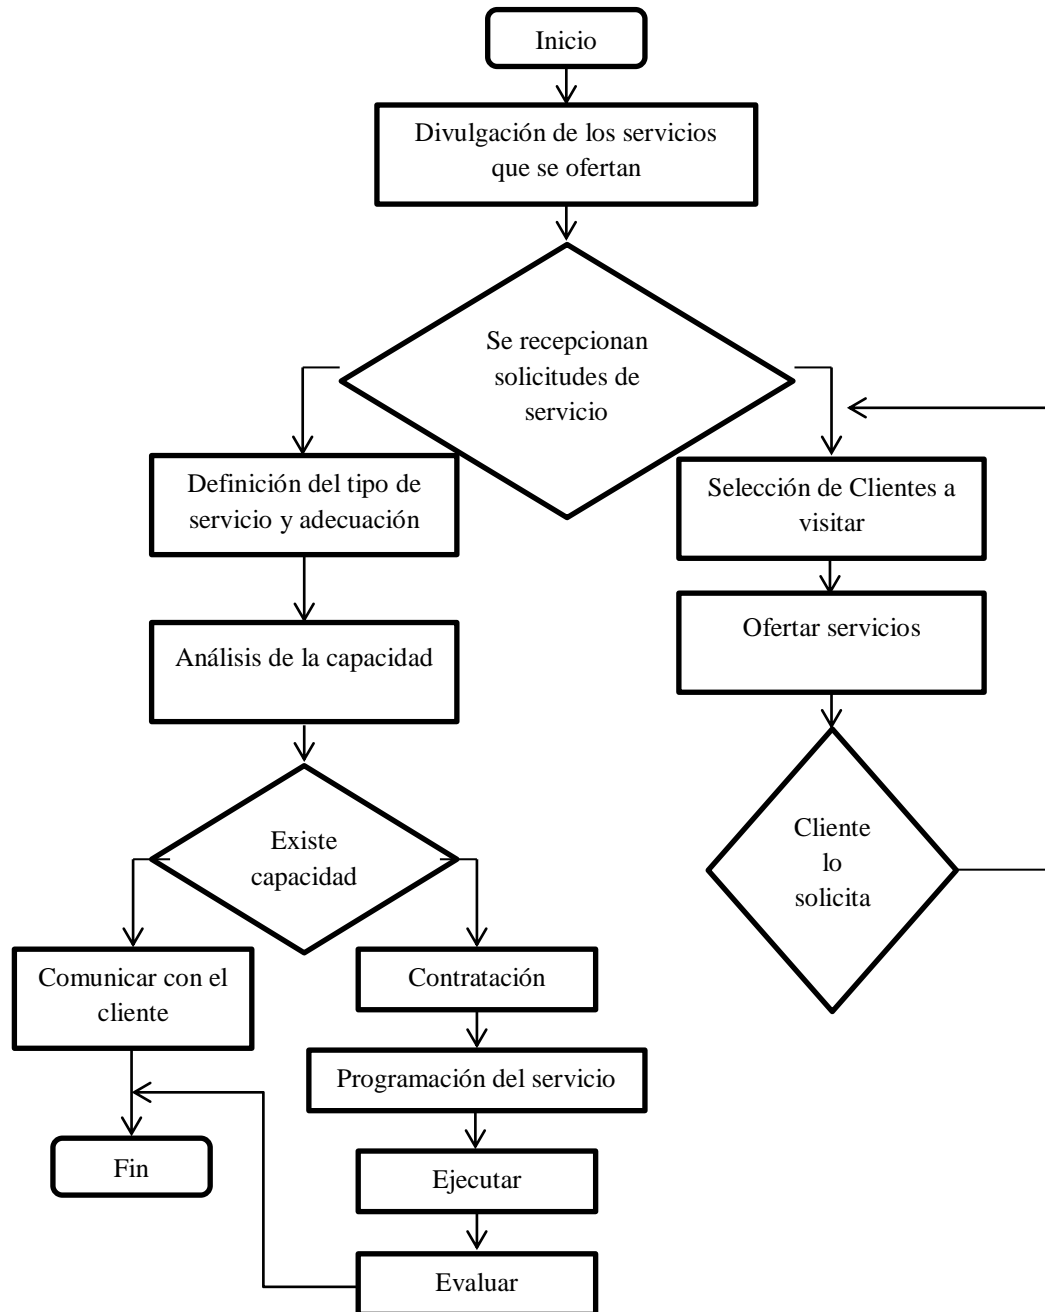 Inicio
Divulgación de los servicios
que se ofertan
Se recepcionan
solicitudes de
servicio
Definición del tipo de
servicio y adecuación
Selección de Clientes a
visitar
Ofertar servicios
Análisis de la capacidad
Existe
capacidad
Cliente
lo
solicita
Comunicar con el
cliente
Contratación
Programación del servicio
Fin
Ejecutar
Evaluar